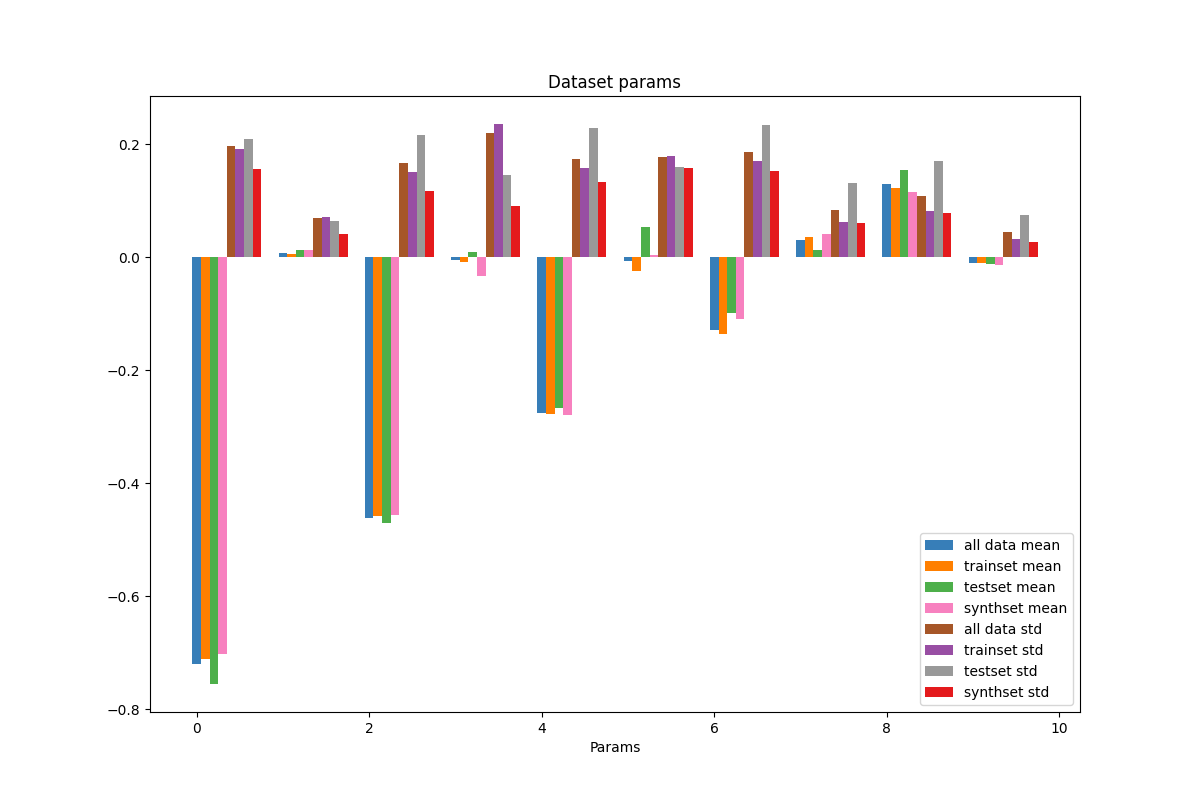 Dataset params
0.2
0.0
−0.2
−0.4
−0.6
−0.8
0
2
4
6
8
10
Params
all data mean
trainset mean
testset mean
synthset mean
all data std
trainset std
testset std
synthset std